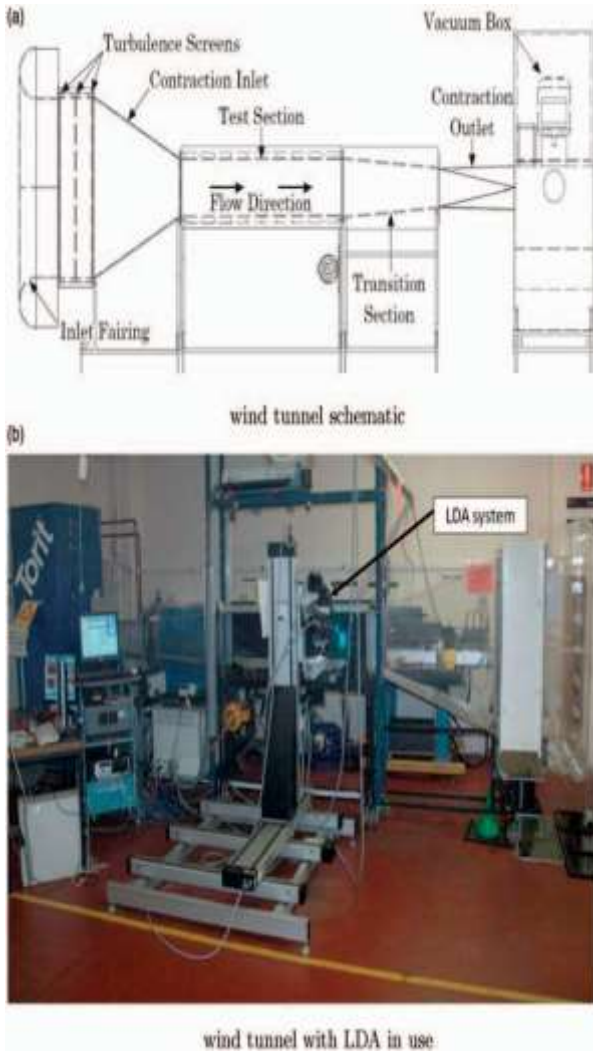 (a)
Turbulence Screens
Vacuum Box
Contraction Inlet
Contraction
Outlet
Test Section
Flow Direction
Transition
Section
Inlet Fairing
wind tunnel schematic
(b)
LDA system
Torit
wind tunnel with LDA in use